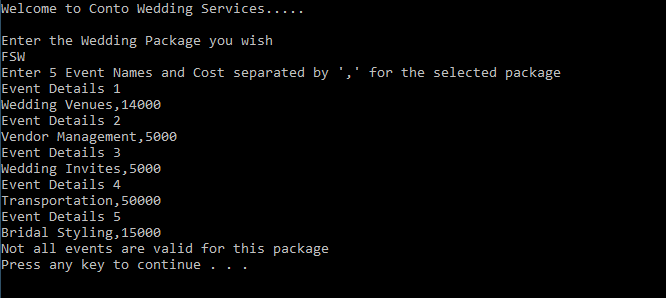 Welcome to Conto Wedding Services.....
Enter the Wedding Package you wish
FSW
Enter 5 Event Names and Cost separated by ',' for the selected package
Event Details 1
Wedding Venues,14000
Event Details 2
Vendor Management,5000
Event Details 3
Wedding Invites,5000
Event Details 4
Transportation,50000
Event Details 5
Bridal Styling,15000
Not all events are valid for this package
Press any key to continue . . .